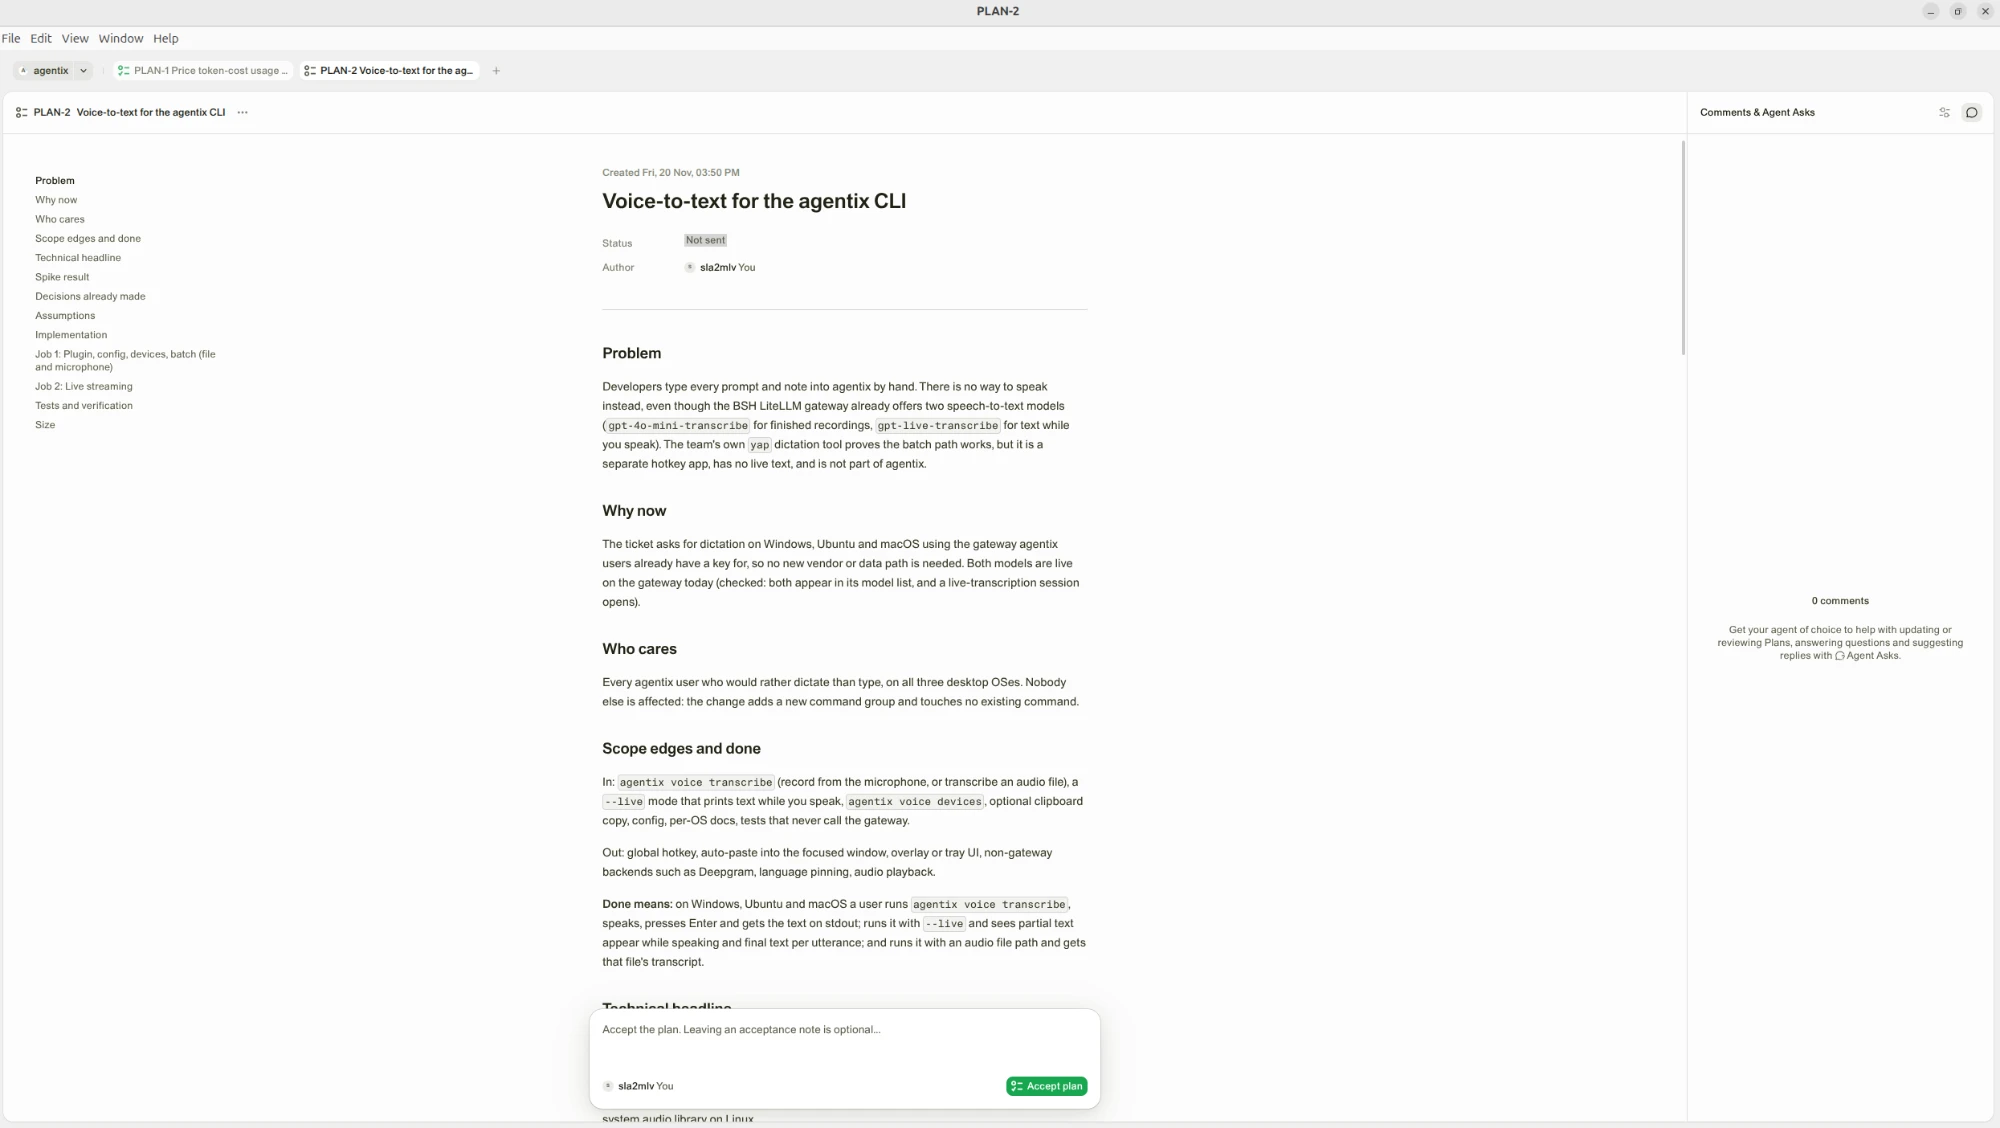 PLAN-2
File Edit View Window Help
agentix
PLAN-1 Price token-cost usage ...
PLAN-2 Voice-to-text for the ag...
PLAN-2 Voice-to-text for the agentix CLI
Comments & Agent Asks
Problem
Why now
Who cares
Scope edges and done
Technical headline
Spike result
Decisions already made
Assumptions
Implementation
Job 1: Plugin, config, devices, batch (file
and microphone)
Job 2: Live streaming
Tests and verification
Size
Created Fri, 20 Nov, 03:50 PM
Voice-to-text for the agentix CLI
Status Not sent
Author sla2mlv You
Problem
Developers type every prompt and note into agentix by hand. There is no way to speak
instead, even though the BSH LiteLLM gateway already offers two speech-to-text models
(gpt-4o-mini-transcribe for finished recordings, gpt-live-transcribe for text while
you speak). The team's own yap dictation tool proves the batch path works, but it is a
separate hotkey app, has no live text, and is not part of agentix.
Why now
The ticket asks for dictation on Windows, Ubuntu and macOS using the gateway agentix
users already have a key for, so no new vendor or data path is needed. Both models are live
on the gateway today (checked: both appear in its model list, and a live-transcription session
opens).
Who cares
Every agentix user who would rather dictate than type, on all three desktop OSes. Nobody
else is affected: the change adds a new command group and touches no existing command.
Scope edges and done
In: agentix voice transcribe (record from the microphone, or transcribe an audio file), a
--live mode that prints text while you speak, agentix voice devices, optional clipboard
copy, config, per-OS docs, tests that never call the gateway.
Out: global hotkey, auto-paste into the focused window, overlay or tray UI, non-gateway
backends such as Deepgram, language pinning, audio playback.
Done means: on Windows, Ubuntu and macOS a user runs agentix voice transcribe,
speaks, presses Enter and gets the text on stdout; runs it with --live and sees partial text
appear while speaking and final text per utterance; and runs it with an audio file path and gets
that file's transcript.
Technical headline
Accept the plan. Leaving an acceptance note is optional...
sla2mlv You
Accept plan
system audio library on Linux.
0 comments
Get your agent of choice to help with updating or
reviewing Plans, answering questions and suggesting
replies with Agent Asks.